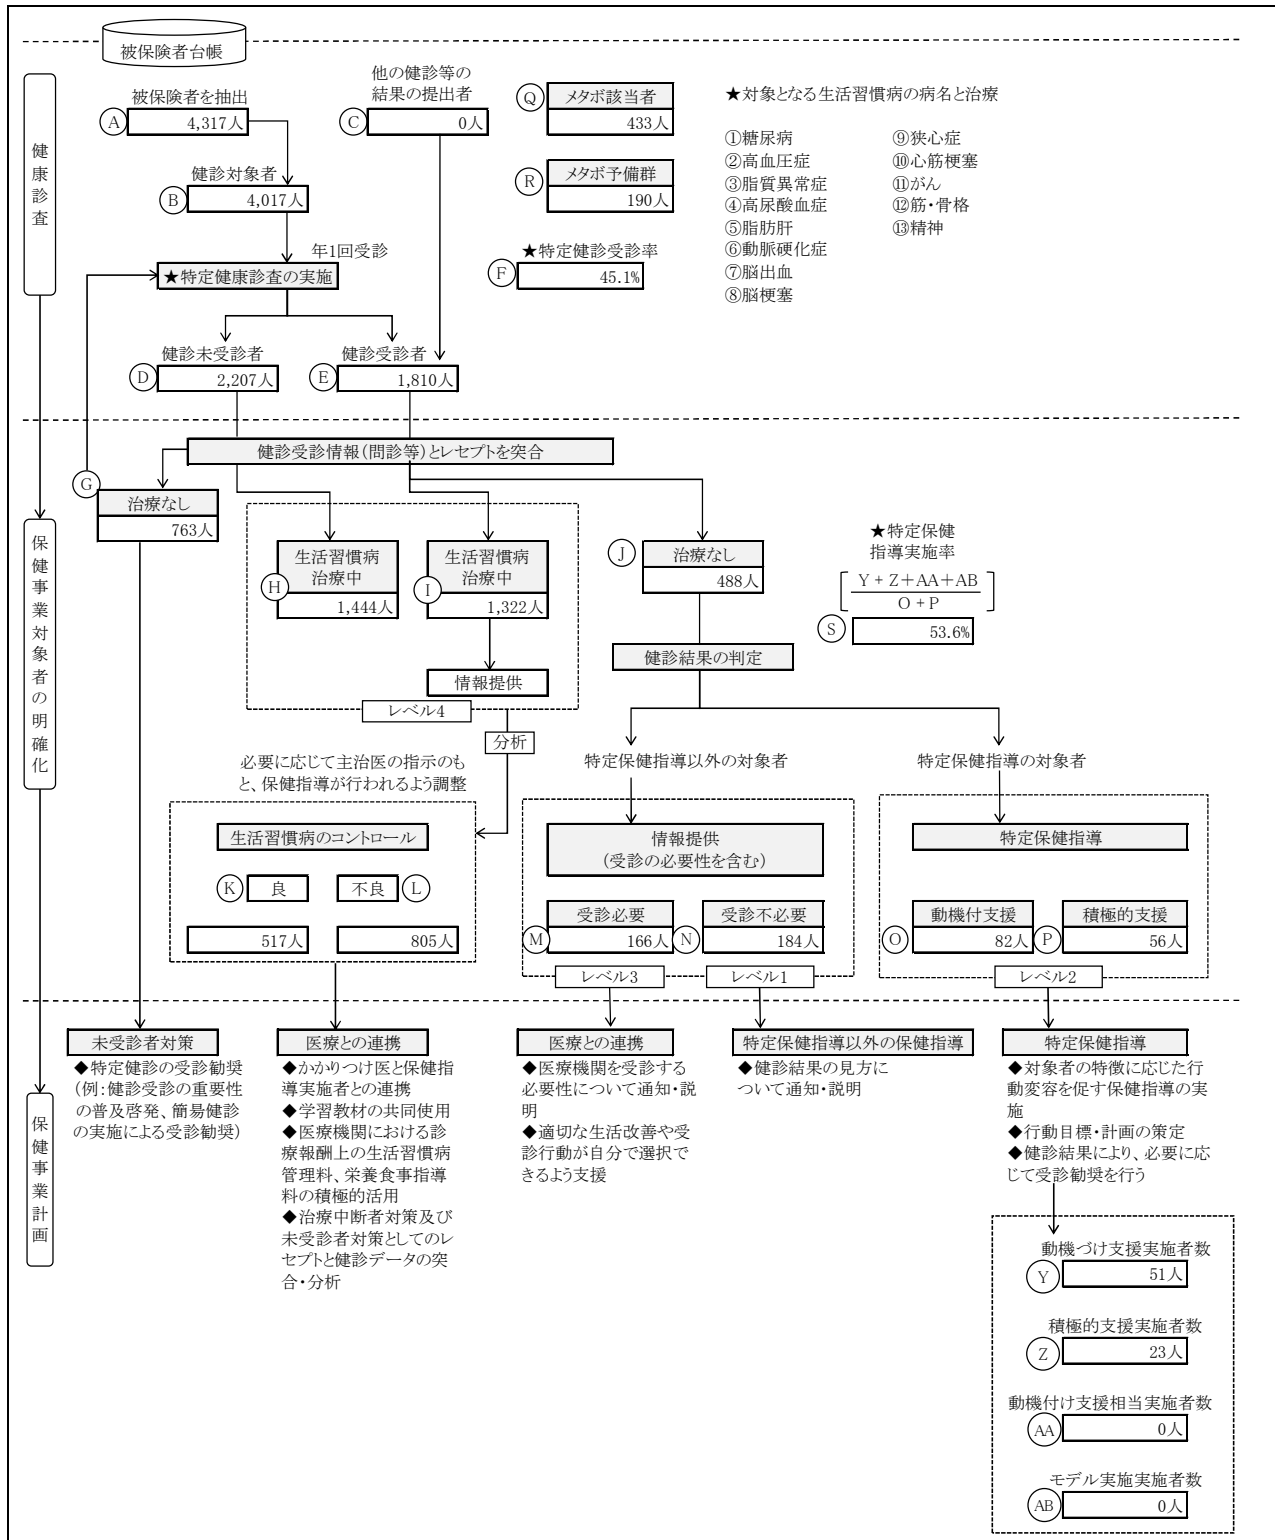 被保険者台帳
健康診査
被保険者を抽出
A
4,317人
他の健診等の
結果の提出者
C
0人
Q
メタボ該当者
433人
R
メタボ予備群
190人
★特定健診受診率
F
45.1%
★対象となる生活習慣病の病名と治療
①糖尿病
②高血圧症
③脂質異常症
④高尿酸血症
⑤脂肪肝
⑥動脈硬化症
⑦脳出血
⑧脳梗塞
⑨狭心症
⑩心筋梗塞
⑪がん
⑫筋・骨格
⑬精神
健診対象者
B
4,017人
年1回受診
★特定健康診査の実施
健診未受診者
D
2,207人
健診受診者
E
1,810人
保健事業対象者の明確化
健診受診情報(問診等)とレセプトを突合
G
治療なし
763人
H
生活習慣病
治療中
1,444人
I
生活習慣病
治療中
1,322人
情報提供
レベル4
分析
J
治療なし
488人
健診結果の判定
★特定保健
指導実施率
Y+Z+AA+AB
O+P
S
53.6%
必要に応じて主治医の指示のも
と、保健指導が行われるよう調整
生活習慣病のコントロール
K
良
不良
L
517人
805人
特定保健指導以外の対象者
情報提供
(受診の必要性を含む)
M
受診必要
166人
N
受診不必要
184人
レベル3
レベル1
特定保健指導の対象者
特定保健指導
O
動機付支援
82人
P
積極的支援
56人
レベル2
保健事業計画
未受診者対策
◆特定健診の受診勧奨
(例:健診受診の重要性
の普及啓発、簡易健診
の実施による受診勧奨)
医療との連携
◆かかりつけ医と保健指
導実施者との連携
◆学習教材の共同使用
◆医療機関における診
療報酬上の生活習慣病
管理料、栄養食事指導
料の積極的活用
◆治療中断者対策及び
未受診者対策としてのレ
セプトと健診データの突
合・分析
医療との連携
◆医療機関を受診する
必要性について通知・説
明
◆適切な生活改善や受
診行動が自分で選択で
きるよう支援
特定保健指導以外の保健指導
◆健診結果の見方に
ついて通知・説明
特定保健指導
◆対象者の特徴に応じた行
動変容を促す保健指導の実
施
◆行動目標・計画の策定
◆健診結果により、必要に応
じて受診勧奨を行う
動機づけ支援実施者数
Y
51人
積極的支援実施者数
Z
23人
動機付け支援相当実施者数
AA
0人
モデル実施実施者数
AB
0人